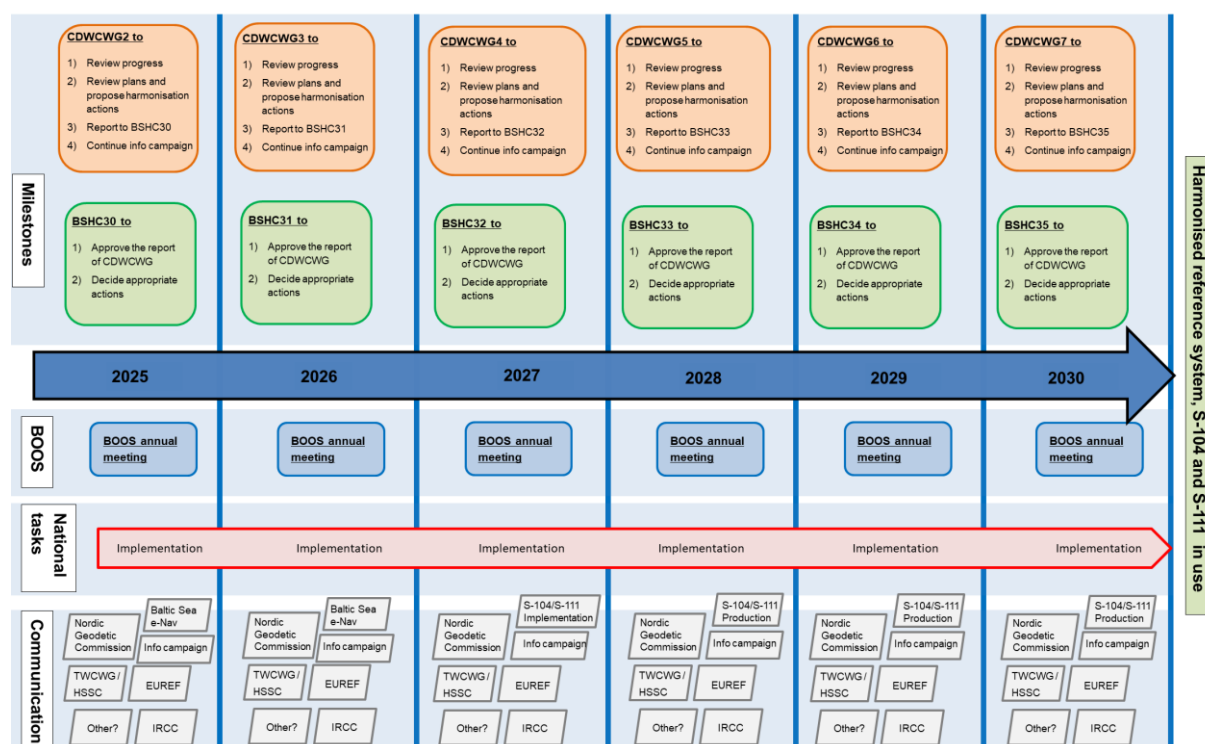 Milestones
CDWCWG2 to
1) Review progress
2) Review plans and
propose harmonisation
actions
3) Report to BSHC30
4) Continue info campaign
CDWCWG3 to
1) Review progress
2) Review plans and
propose harmonisation
actions
3) Report to BSHC31
4) Continue info campaign
CDWCWG4 to
1) Review progress
2) Review plans and
propose harmonisation
actions
3) Report to BSHC32
4) Continue info campaign
CDWCWG5 to
1) Review progress
2) Review plans and
propose harmonisation
actions
3) Report to BSHC33
4) Continue info campaign
CDWCWG6 to
1) Review progress
2) Review plans and
propose harmonisation
actions
3) Report to BSHC34
4) Continue info campaign
CDWCWG7 to
1) Review progress
2) Review plans and
propose harmonisation
actions
3) Report to BSHC35
4) Continue info campaign
BSHC30 to
1) Approve the report
of CDWCWG
2) Decide appropriate
actions
BSHC31 to
1) Approve the report
of CDWCWG
2) Decide appropriate
actions
BSHC32 to
1) Approve the report
of CDWCWG
2) Decide appropriate
actions
BSHC33 to
1) Approve the report
of CDWCWG
2) Decide appropriate
actions
BSHC34 to
1) Approve the report
of CDWCWG
2) Decide appropriate
actions
BSHC35 to
1) Approve the report
of CDWCWG
2) Decide appropriate
actions
2025
2026
2027
2028
2029
2030
Harmonised reference system, S-104 and S-111 in use
BOOS
BOOS annual
meeting
BOOS annual
meeting
BOOS annual
meeting
BOOS annual
meeting
BOOS annual
meeting
BOOS annual
meeting
National
tasks
Implementation
Implementation
Implementation
Implementation
Implementation
Implementation
Communication
Nordic
Geodetic
Commission
Baltic Sea
e-Nav
Info campaign
TWCWG/
HSSC
EUREF
Other?
IRCC
Nordic
Geodetic
Commission
Baltic Sea
e-Nav
Info campaign
TWCWG/
HSSC
EUREF
Other?
IRCC
Nordic
Geodetic
Commission
S-104/S-111
Implementation
Info campaign
TWCWG/
HSSC
EUREF
Other?
IRCC
Nordic
Geodetic
Commission
S-104/S-111
Production
Info campaign
TWCWG/
HSSC
EUREF
Other?
IRCC
Nordic
Geodetic
Commission
S-104/S-111
Production
Info campaign
TWCWG/
HSSC
EUREF
Other?
IRCC
Nordic
Geodetic
Commission
S-104/S-111
Production
Info campaign
TWCWG/
HSSC
EUREF
Other?
IRCC